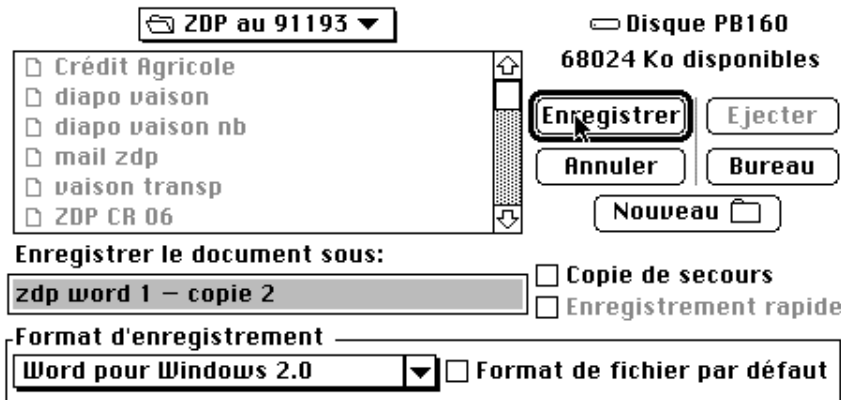 ZDP au 91193
Disque PB160
68024 Ko disponibles
Crédit Agricole
diapo vaison
diapo vaison nb
mail zdp
vaison transp
ZDP CR 06
Enregistrer
Ejecter
Annuler
Bureau
Nouveau
Enregistrer le document sous:
zdp word 1 – copie 2
Copie de secours
Enregistrement rapide
Format d'enregistrement
Word pour Windows 2.0
Format de fichier par défaut